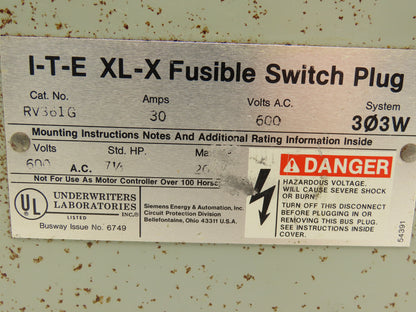 I-T-E XL-X Fusible Switch Plug
Cat. No. Amps Volts A.C. System
RV361G 30 600 3Ø3W
Mounting Instructions Notes And Additional Rating Information Inside
Volts Std. HP.
600 A.C. 7½
Not For Use As Motor Controller Over 100
UL
UNDERWRITERS
LABORATORIES
INC.®
LISTED
Busway Issue No. 6749
Siemens Energy & Automation, Inc.
Circuit Protection Division
Bellefontaine, Ohio 43311 U.S.A.
DANGER
HAZARDOUS VOLTAGE.
WILL CAUSE SEVERE SHOCK
OR BURN.
TURN OFF THIS DISCONNECT
BEFORE PLUGGING IN OR
REMOVING THIS BUS PLUG.
SEE INSTRUCTIONS INSIDE
COVER.
54391